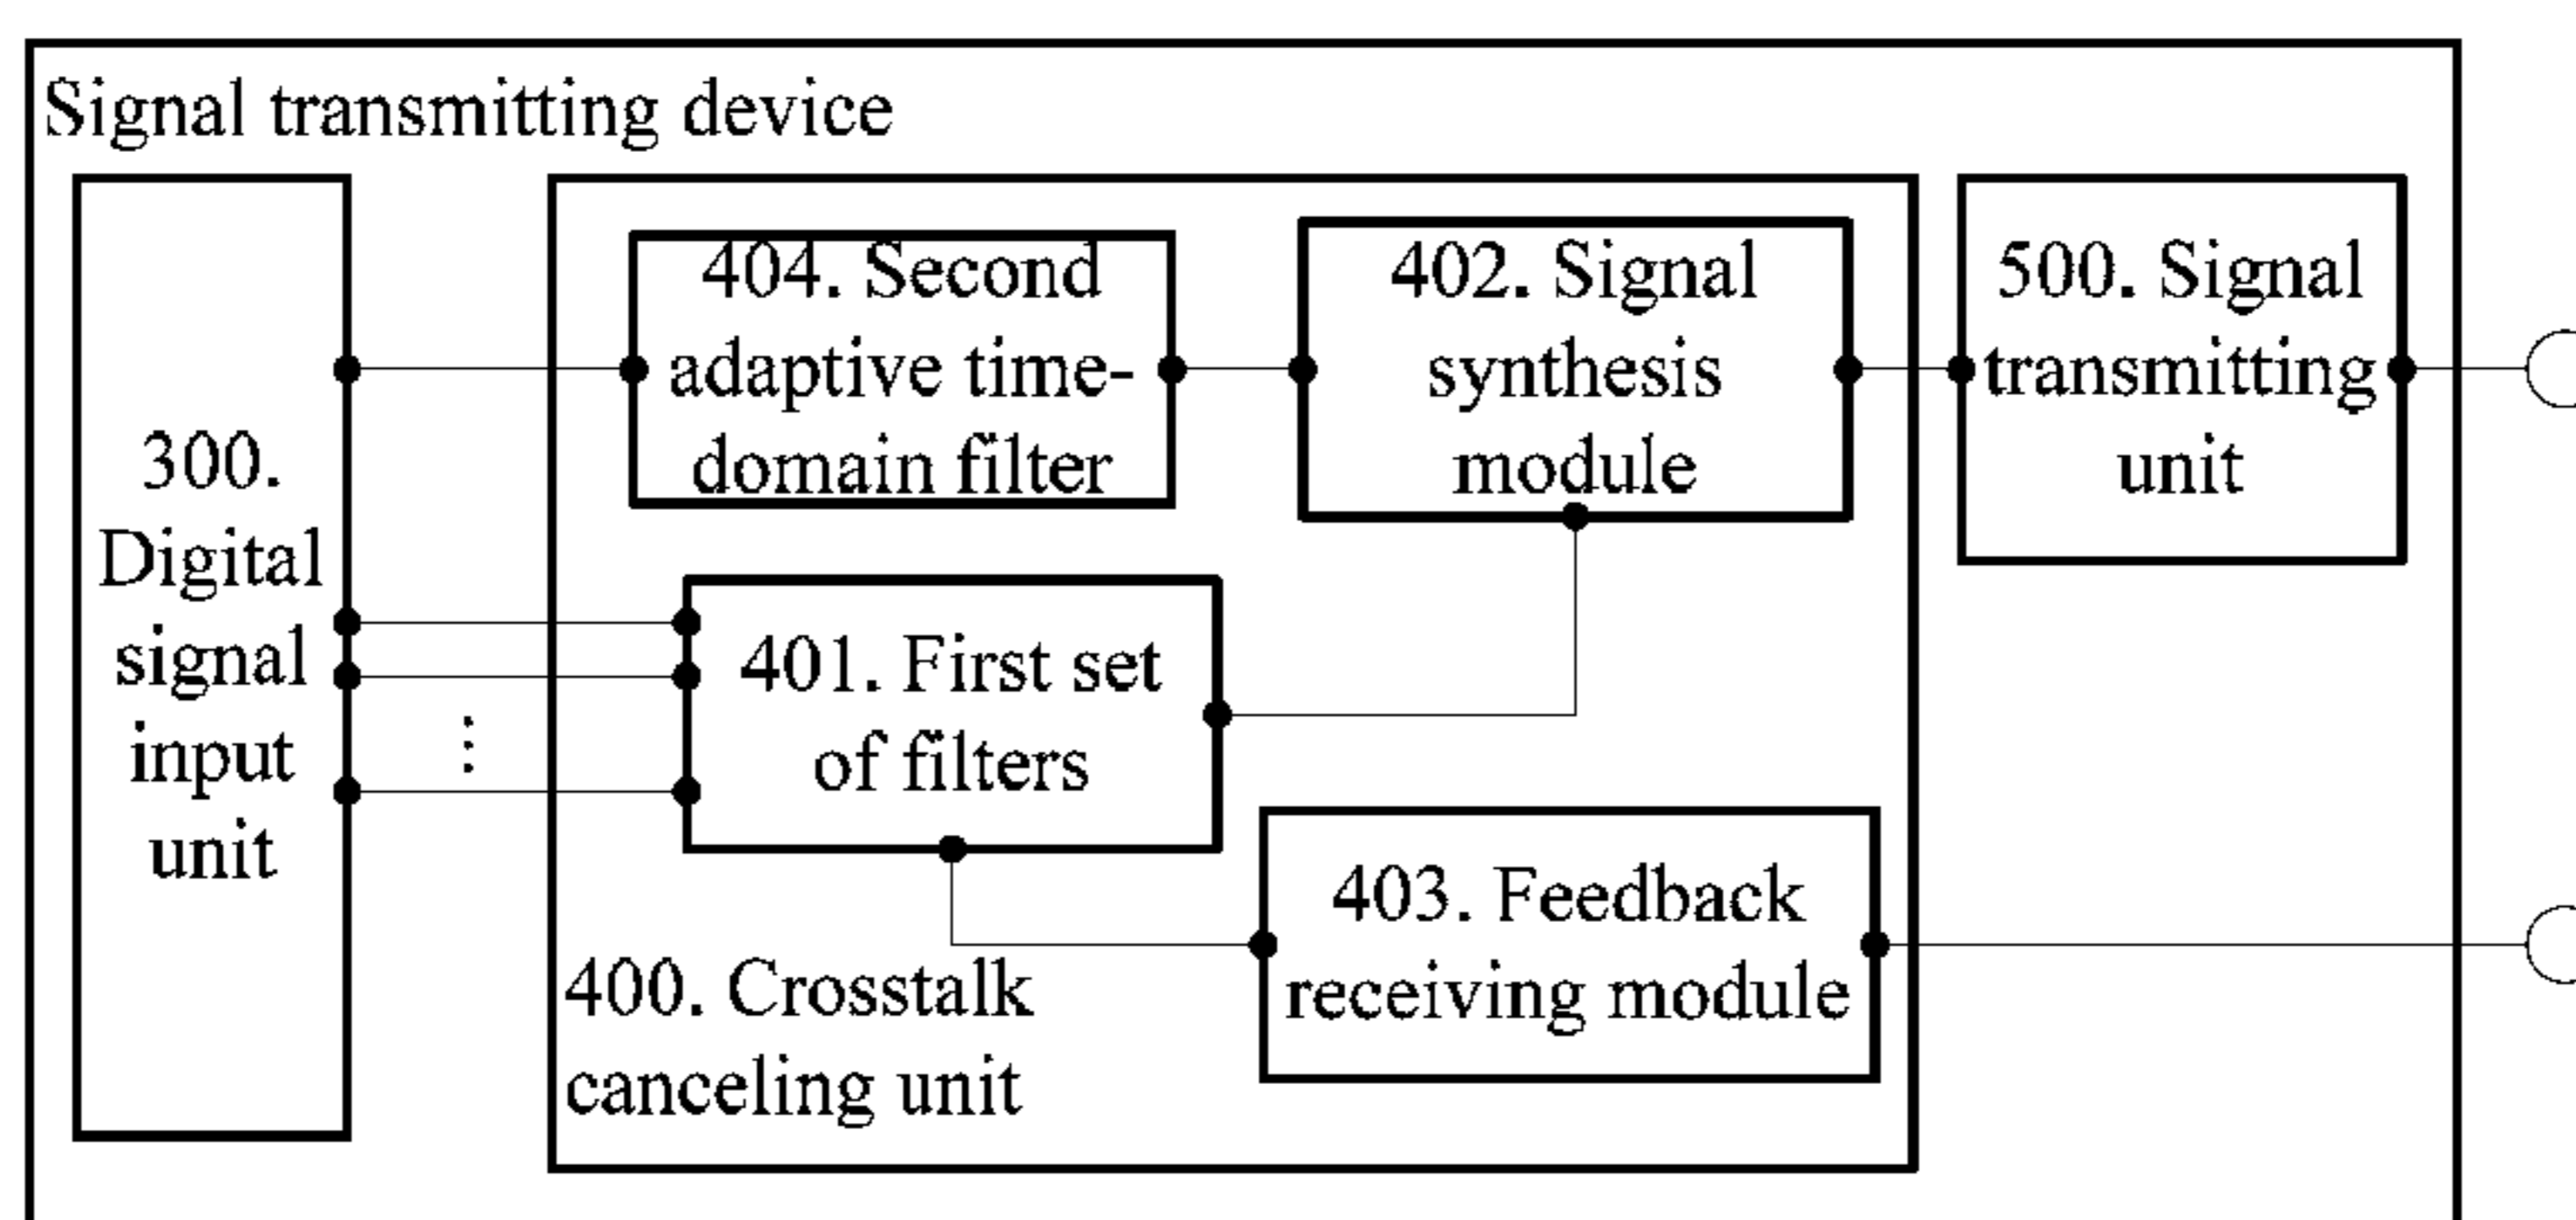 Signal transmitting device
300.
Digital
signal
input
unit
404. Second
adaptive time-
domain filter
402. Signal
synthesis
module
500. Signal
transmitting
unit
401. First set
of filters
403. Feedback
receiving module
400. Crosstalk
canceling unit